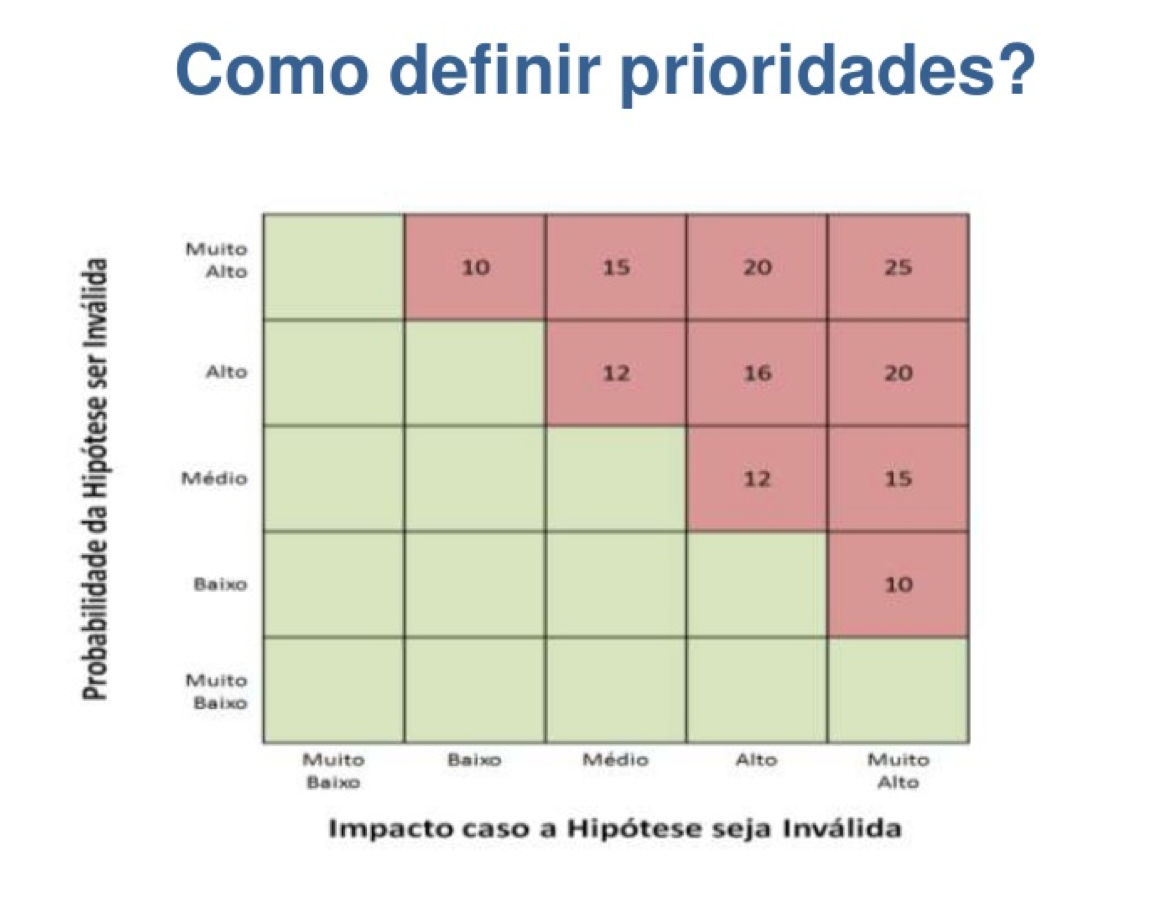 Como definir prioridades?
Probabilidade da Hipótese ser Inválida
Muito
Alto
10
15
20
25
Alto
12
16
20
Médio
12
15
Baixo
10
Muito
Baixo
Muito
Baixo
Baixo
Médio
Alto
Muito
Alto
Impacto caso a Hipótese seja Inválida